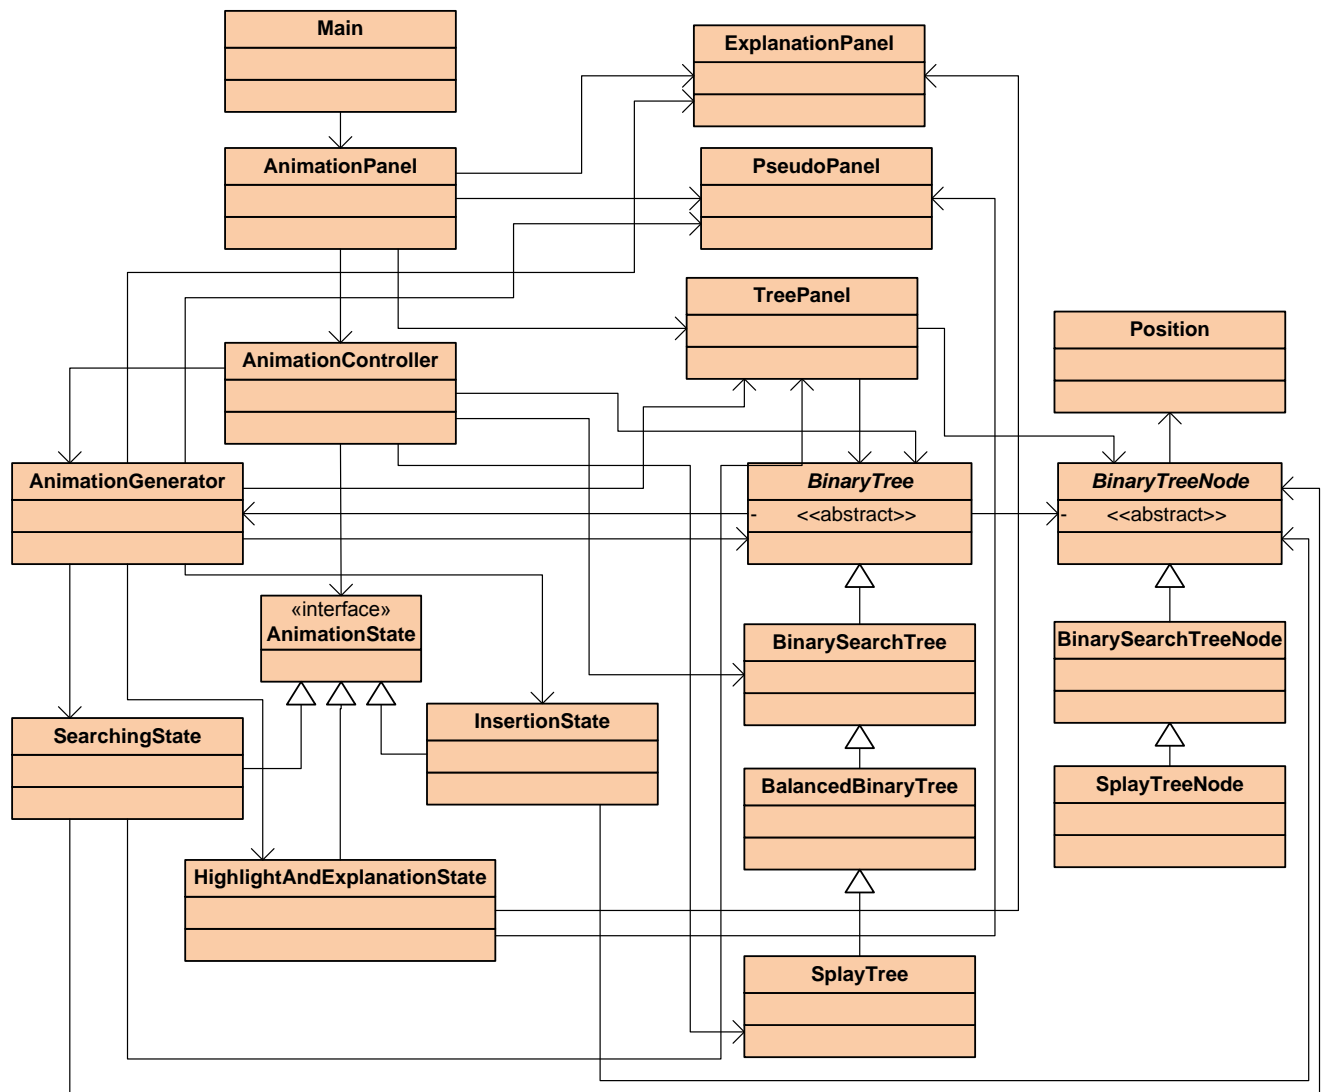 Main
ExplanationPanel
AnimationPanel
PseudoPanel
TreePanel
Position
AnimationController
AnimationGenerator
BinaryTree
- <<abstract>>
BinaryTreeNode
- <<abstract>>
«interface»
AnimationState
BinarySearchTree
BinarySearchTreeNode
SearchingState
InsertionState
BalancedBinaryTree
SplayTreeNode
HighlightAndExplanationState
SplayTree